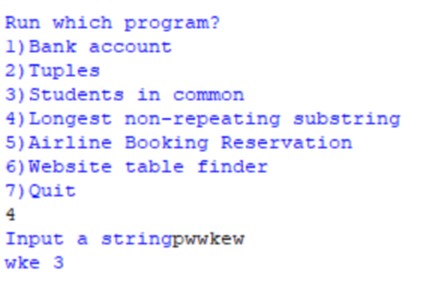 Run which program?
1)Bank account
2)Tuples
3)Students in common
4)Longest non-repeating substring
5)Airline Booking Reservation
6)Website table finder
7)Quit
4
Input a stringpwwkew
wke 3